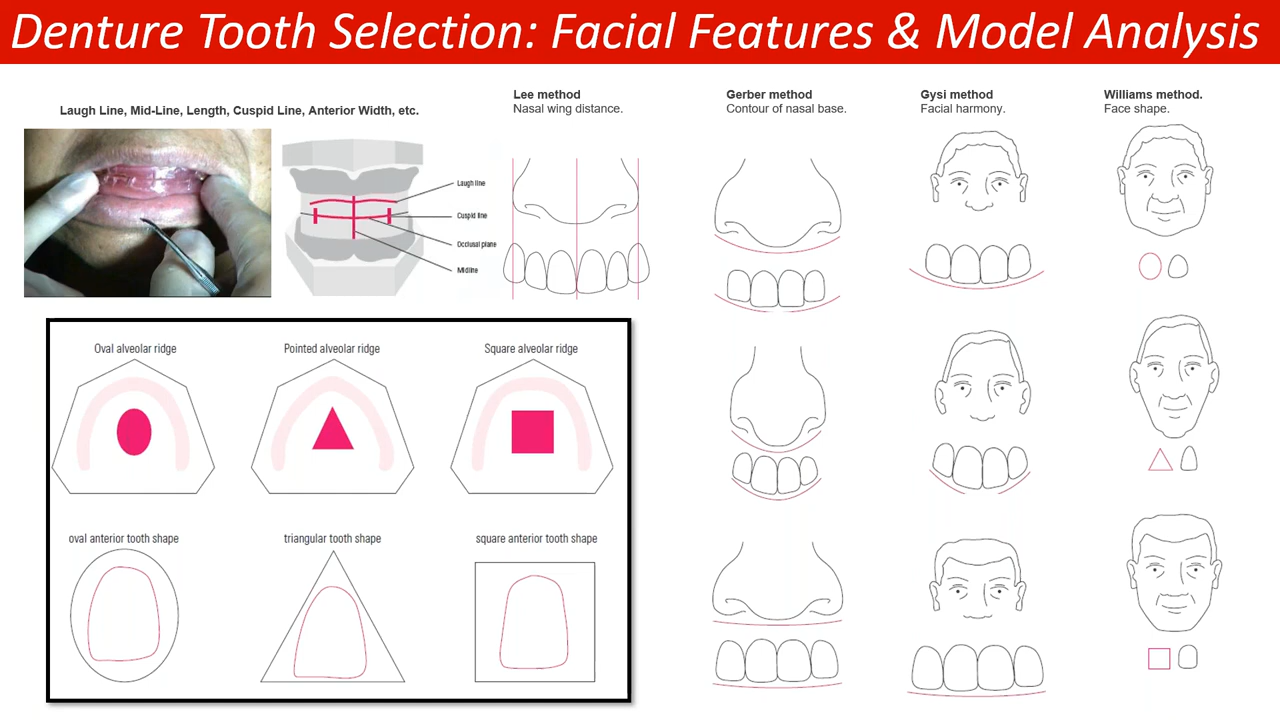 Denture Tooth Selection: Facial Features & Model Analysis
Laugh Line, Mid-Line, Length, Cuspid Line, Anterior Width, etc.
Laugh line
Cuspid line
Occlusal plane
Midline
Lee method
Nasal wing distance.
Gerber method
Contour of nasal base.
Gysi method
Facial harmony.
Williams method.
Face shape.
Oval alveolar ridge
Pointed alveolar ridge
Square alveolar ridge
oval anterior tooth shape
triangular tooth shape
square anterior tooth shape